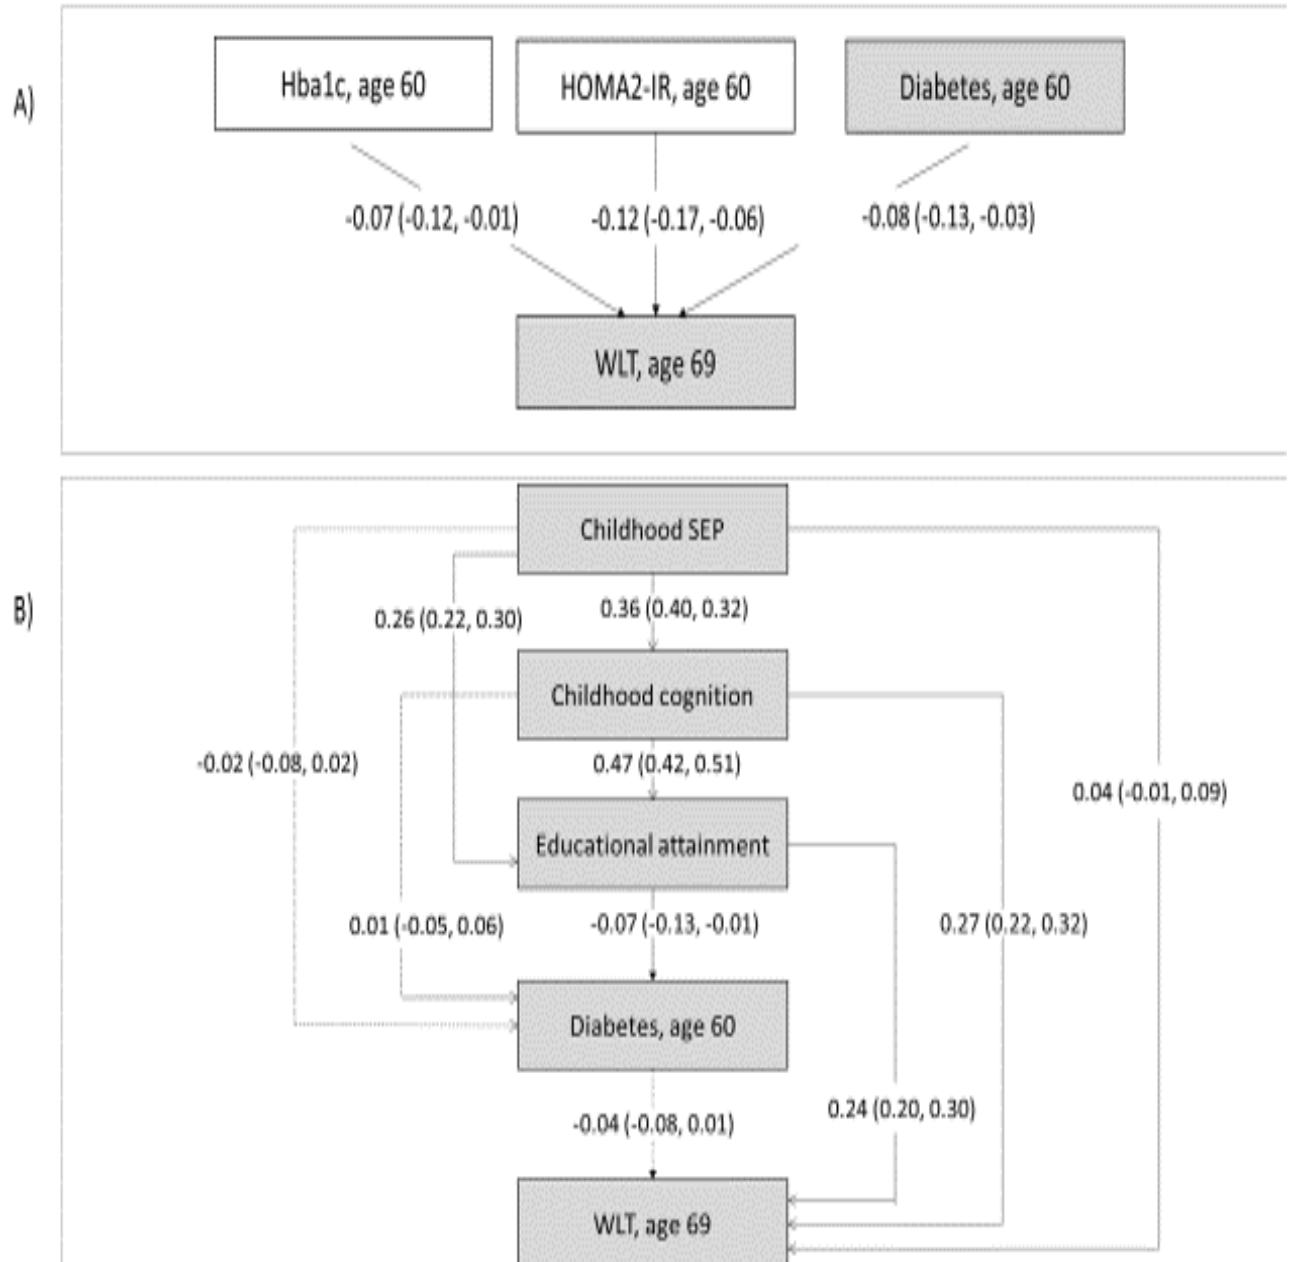 A)
Hba1c, age 60
HOMA2-IR, age 60
Diabetes, age 60
-0.07 (-0.12, -0.01)
-0.12 (-0.17, -0.06)
-0.08 (-0.13, -0.03)
WLT, age 69
B)
Childhood SEP
0.26 (0.22, 0.30)
0.36 (0.40, 0.32)
Childhood cognition
-0.02 (-0.08, 0.02)
0.47 (0.42, 0.51)
0.04 (-0.01, 0.09)
Educational attainment
0.01 (-0.05, 0.06)
-0.07 (-0.13, -0.01)
0.27 (0.22, 0.32)
Diabetes, age 60
-0.04 (-0.08, 0.01)
0.24 (0.20, 0.30)
WLT, age 69